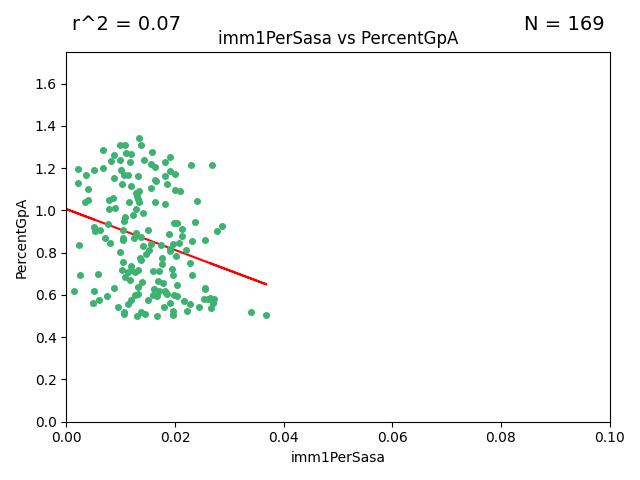 r^2 = 0.07
N = 169
imm1PerSasa vs PercentGpA
PercentGpA
1.6
1.4
1.2
1.0
0.8
0.6
0.4
0.2
0.0
0.00 0.02 0.04 0.06 0.08 0.10
imm1PerSasa